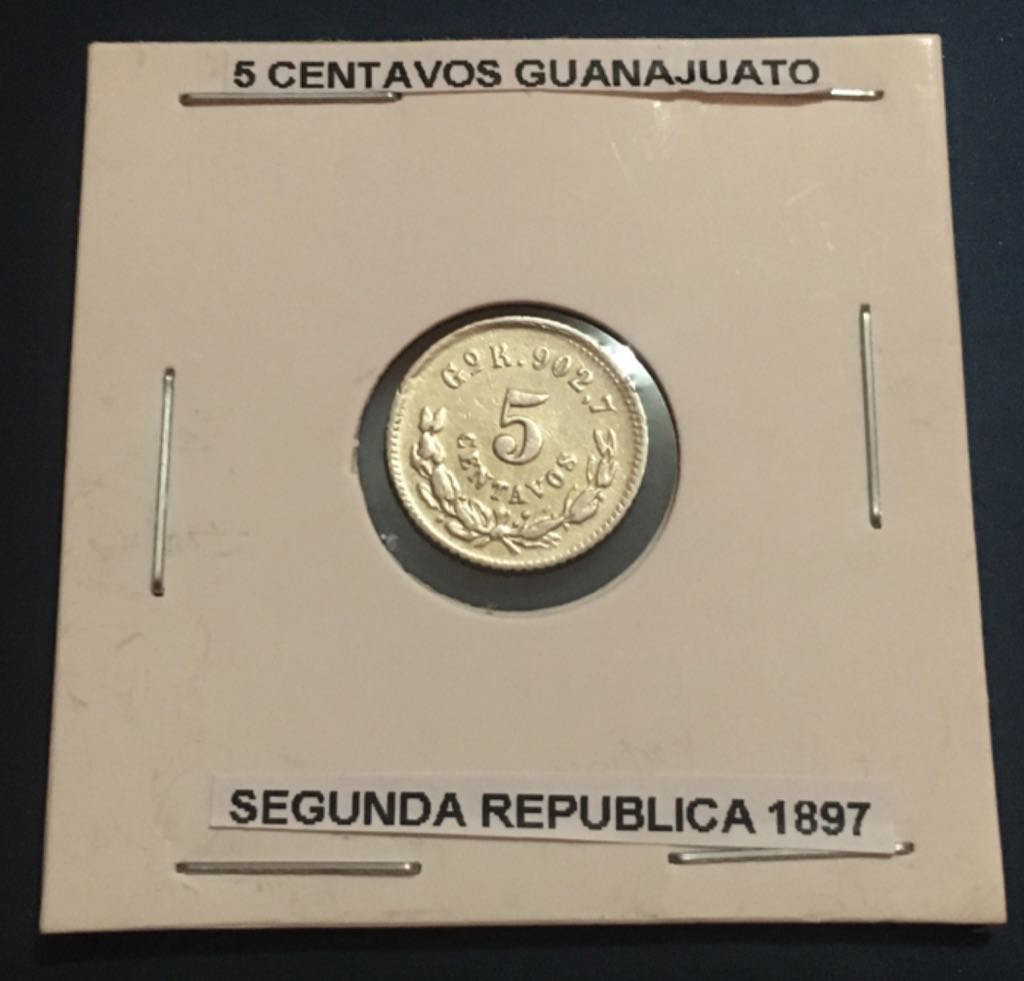 5 CENTAVOS GUANAJUATO
Gº R. 902.7
5
CENTAVOS
SEGUNDA REPUBLICA 1897